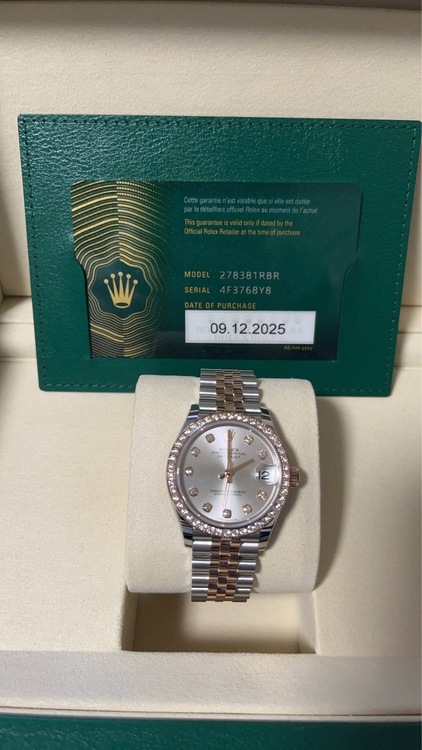 Cette garantie n'est valable que si elle est datée
par le détaillant officiel Rolex au moment de l'achat
This guarantee is valid only if dated by the
Official Rolex Retailer at the time of purchase
MODEL 278381RBR
SERIAL 4F3768Y8
DATE OF PURCHASE
09.12.2025
ROLEX
12